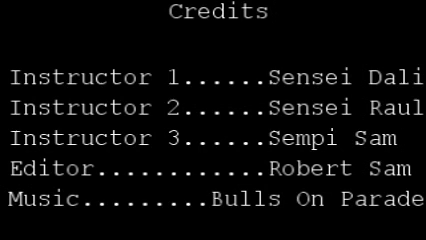 Credits
Instructor 1......Sensei Dali
Instructor 2......Sensei Raul
Instructor 3......Sempi Sam
Editor............Robert Sam
Music.........Bulls On Parade